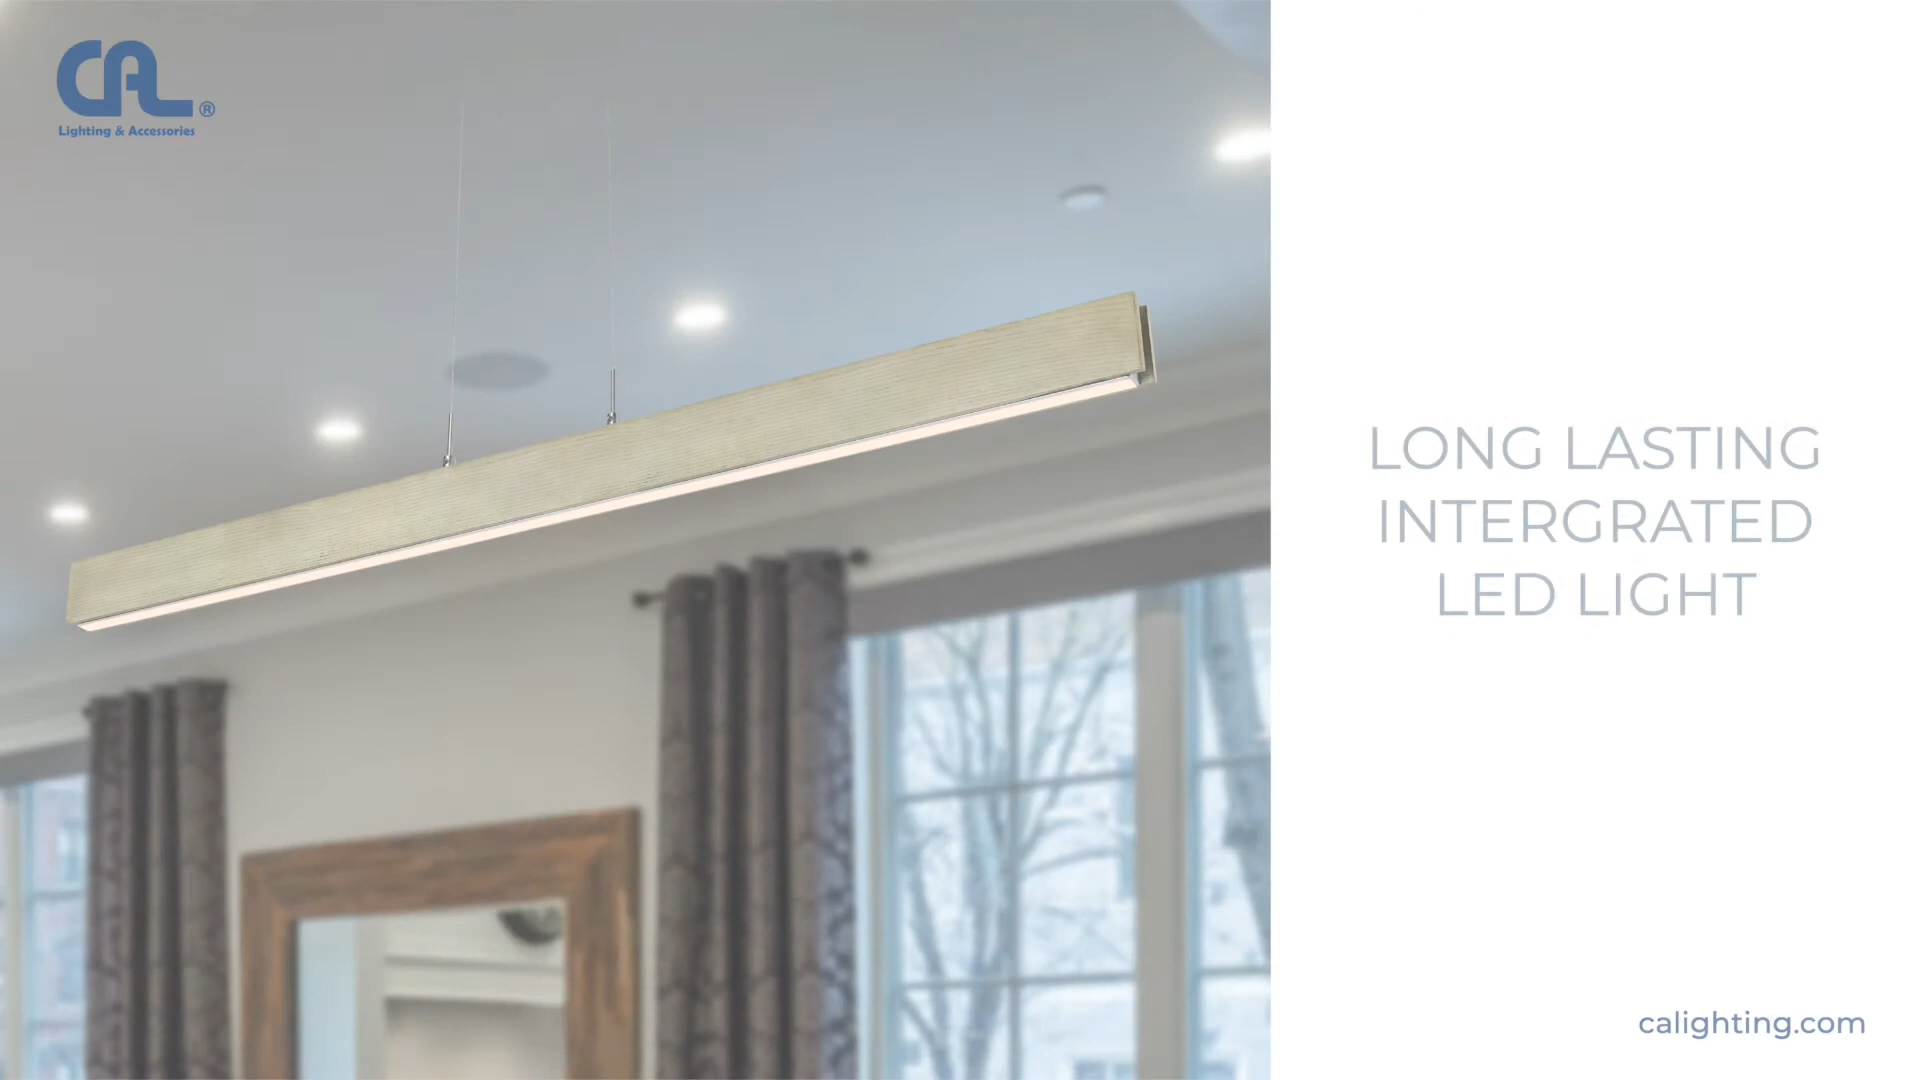 CAL®
Lighting & Accessories
LONG LASTING
INTERGRATED
LED LIGHT
calighting.com